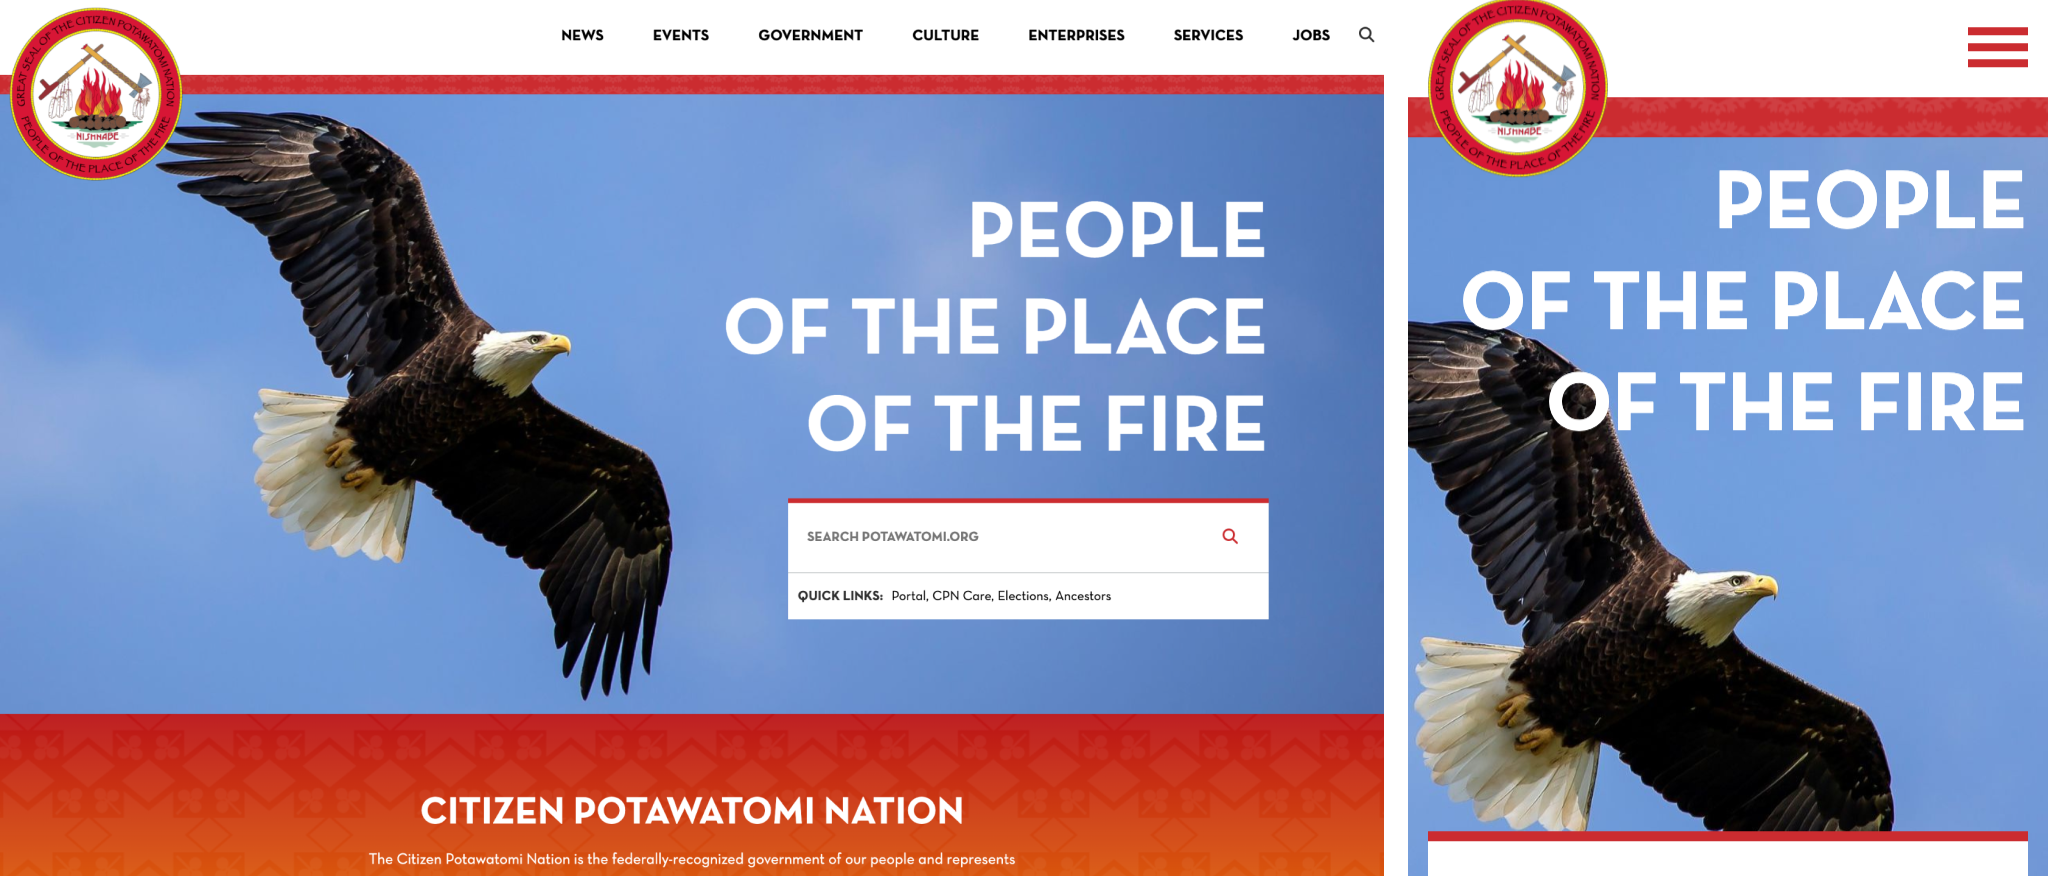 GREAT SEAL OF THE CITIZEN POTAWATOMI NATION
PEOPLE OF THE PLACE OF THE FIRE
NISHNABE
NEWS EVENTS GOVERNMENT CULTURE ENTERPRISES SERVICES JOBS
PEOPLE
OF THE PLACE
OF THE FIRE
SEARCH POTAWATOMI.ORG
QUICK LINKS: Portal, CPN Care, Elections, Ancestors
CITIZEN POTAWATOMI NATION
The Citizen Potawatomi Nation is the federally-recognized government of our people and represents
GREAT SEAL OF THE CITIZEN POTAWATOMI NATION
PEOPLE OF THE PLACE OF THE FIRE
NISHNABE
PEOPLE
OF THE PLACE
OF THE FIRE